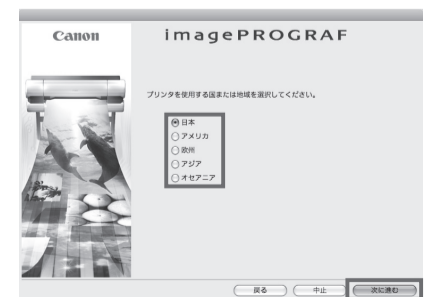 Canon
imagePROGRAF
プリンタを使用する国または地域を選択してください。
日本
アメリカ
欧州
アジア
オセアニア
戻る
中止
次に進む